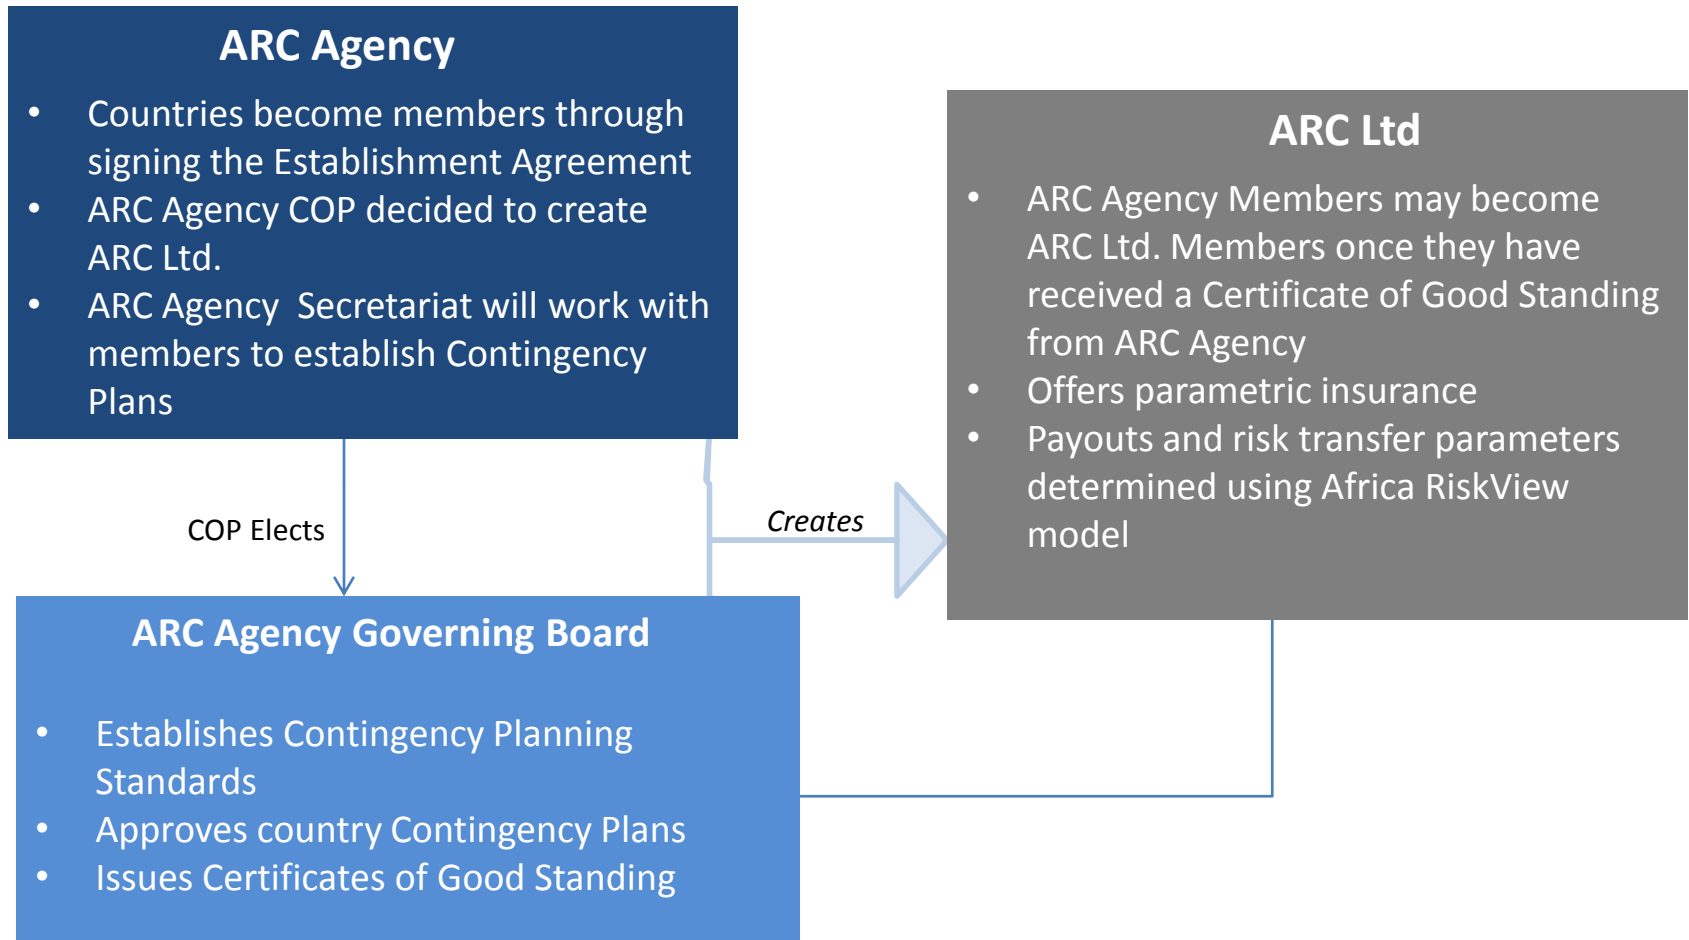 ARC Agency
• Countries become members through
signing the Establishment Agreement
• ARC Agency COP decided to create
ARC Ltd.
• ARC Agency  Secretariat will work with
members to establish Contingency
Plans
COP Elects
ARC Agency Governing Board
• Establishes Contingency Planning
Standards
• Approves country Contingency Plans
• Issues Certificates of Good Standing
Creates
ARC Ltd
• ARC Agency Members may become
ARC Ltd. Members once they have
received a Certificate of Good Standing
from ARC Agency
• Offers parametric insurance
• Payouts and risk transfer parameters
determined using Africa RiskView
model